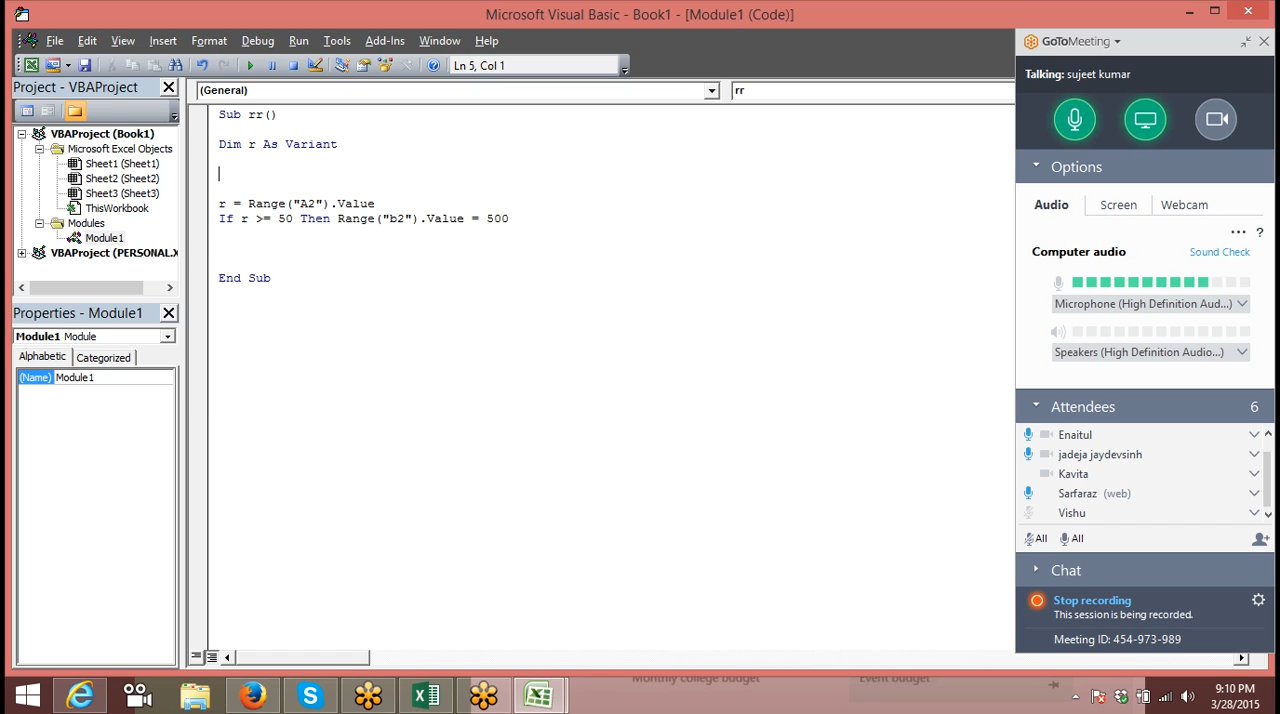 Microsoft Visual Basic - Book1 - [Module1 (Code)]
File Edit View Insert Format Debug Run Tools Add-Ins Window Help
Ln 5, Col 1
Project - VBAProject
VBAProject (Book1)
Microsoft Excel Objects
Sheet1 (Sheet1)
Sheet2 (Sheet2)
Sheet3 (Sheet3)
ThisWorkbook
Modules
Module1
VBAProject (PERSONAL.X
Properties - Module1
Module1 Module
Alphabetic Categorized
(Name) Module1
(General) rr
Sub rr()
Dim r As Variant
r = Range("A2").Value
If r >= 50 Then Range("b2").Value = 500
End Sub
GoToMeeting
Talking: sujeet kumar
Options
Audio Screen Webcam
... ?
Computer audio Sound Check
Microphone (High Definition Aud...)
Speakers (High Definition Audio...)
Attendees 6
Enaitul
jadeja jaydevsinh
Kavita
Sarfaraz (web)
Vishu
All All
Chat
Stop recording
This session is being recorded.
Meeting ID: 454-973-989
Monthly college budget Event budget
9:10 PM
3/28/2015